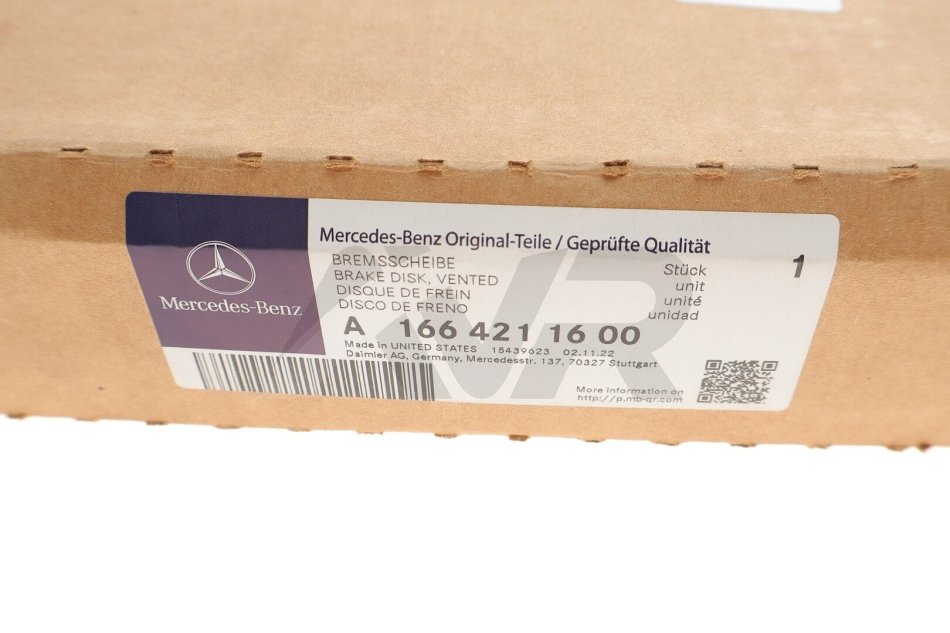 Mercedes-Benz
Mercedes-Benz Original-Teile / Geprüfte Qualität
BREMSSCHEIBE
BRAKE DISK, VENTED
DISQUE DE FREIN
DISCO DE FRENO
Stück
unit
unité
unidad
1
A 166 421 16 00
Made in UNITED STATES 15439623 02.11.22
Daimler AG, Germany, Mercedesstr. 137, 70327 Stuttgart
More information on
http://p.mb-qr.com
NR